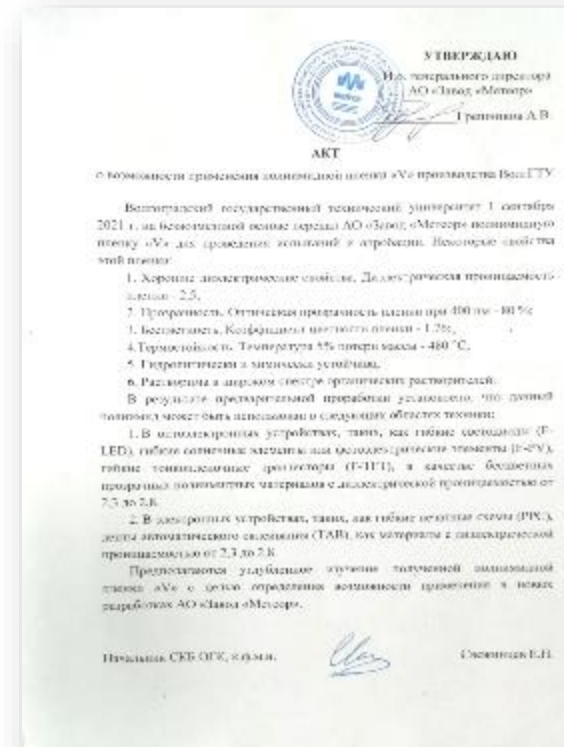 УТВЕРЖДАЮ
И.о. генерального директора
АО «Завод «Метеор»
А.В.
АКТ
о возможности применения полиимидной пленки «V» производства ВолгГТУ
Волгоградский государственный технический университет 1 сентября
2021 г. на безвозмездной основе передал АО «Завод «Метеор» полиимидную
пленку «V» для проведения испытаний и апробации. Некоторые свойства
этой пленки:
1. Хорошие диэлектрические свойства. Диэлектрическая проницаемость
пленки - 2,5,
2. Прозрачность. Оптическая прозрачность пленки при 400 нм - 80 %;
3. Бесцветность. Коэффициент цветности пленки - 1.76;
4.Термостойкость. Температура 5% потери массы - 480 °С,
5. Гидролитически и химически устойчива,
6. Растворима в широком спектре органических растворителей.
В результате предварительной проработки установлено, что данный
полиимид может быть использован в следующих областях техники:
1. В оптоэлектронных устройствах, таких, как гибкие светодиоды (F-
LED), гибкие солнечные элементы или фотоэлектрические элементы (F-PV),
гибкие тонкопленочные транзисторы (F-TFT), в качестве бесцветных
прозрачных полиимидных материалов с диэлектрической проницаемостью от
2,3 до 2,8.
2. В электронных устройствах, таких, как гибкие печатные схемы (FPC),
ленты автоматического склеивания (TAB), как материалы с диэлектрической
проницаемостью от 2,3 до 2,8.
Предполагаются углубленное изучение полученной полиимидной
пленки «V» с целью определения возможности применения в новых
разработках АО «Завод «Метеор».
Начальник СКБ ОГК, к.ф.м.н.
Е.Н.